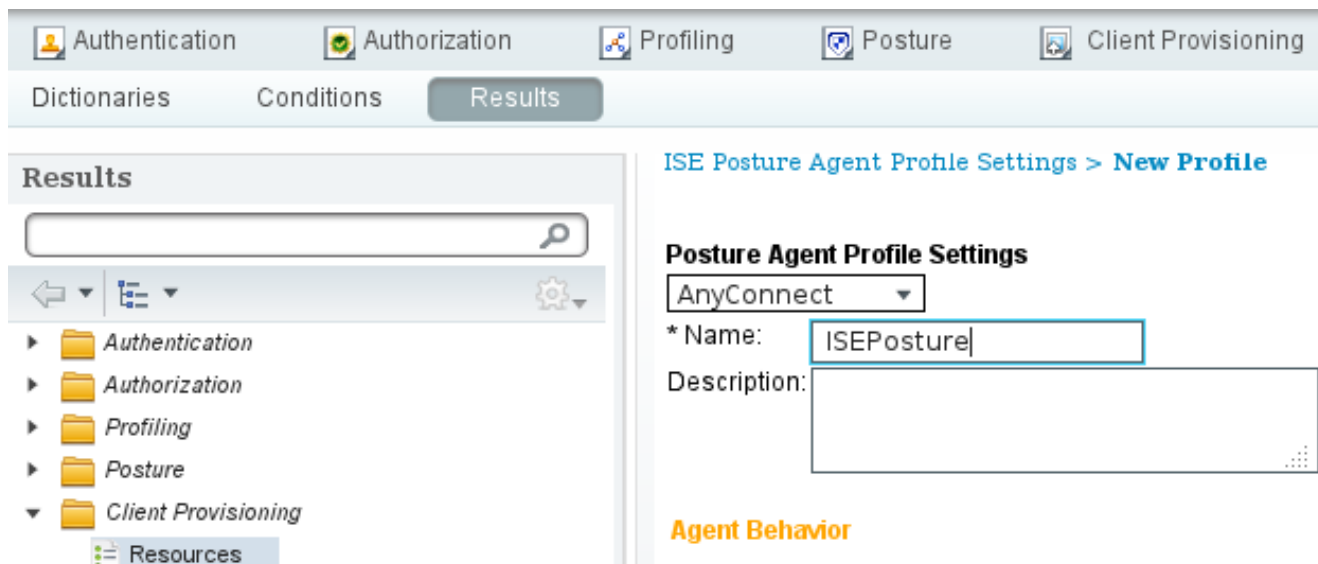 Authentication Authorization Profiling Posture Client Provisioning
Dictionaries Conditions Results
Results
ISE Posture Agent Profile Settings > New Profile
Posture Agent Profile Settings
AnyConnect
* Name: ISEPosture
Description:
Authentication
Authorization
Profiling
Posture
Client Provisioning
Resources
Agent Behavior